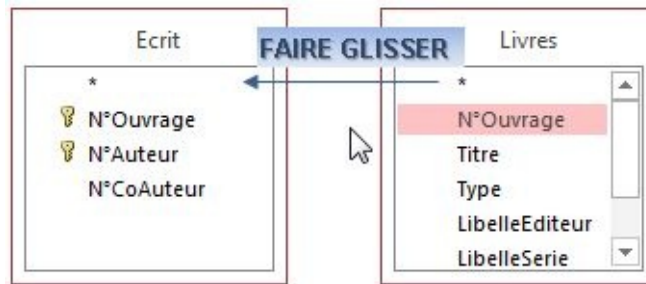 Ecrit
*
N°Ouvrage
N°Auteur
N°CoAuteur
FAIRE GLISSER
Livres
*
N°Ouvrage
Titre
Type
LibelleEditeur
LibelleSerie